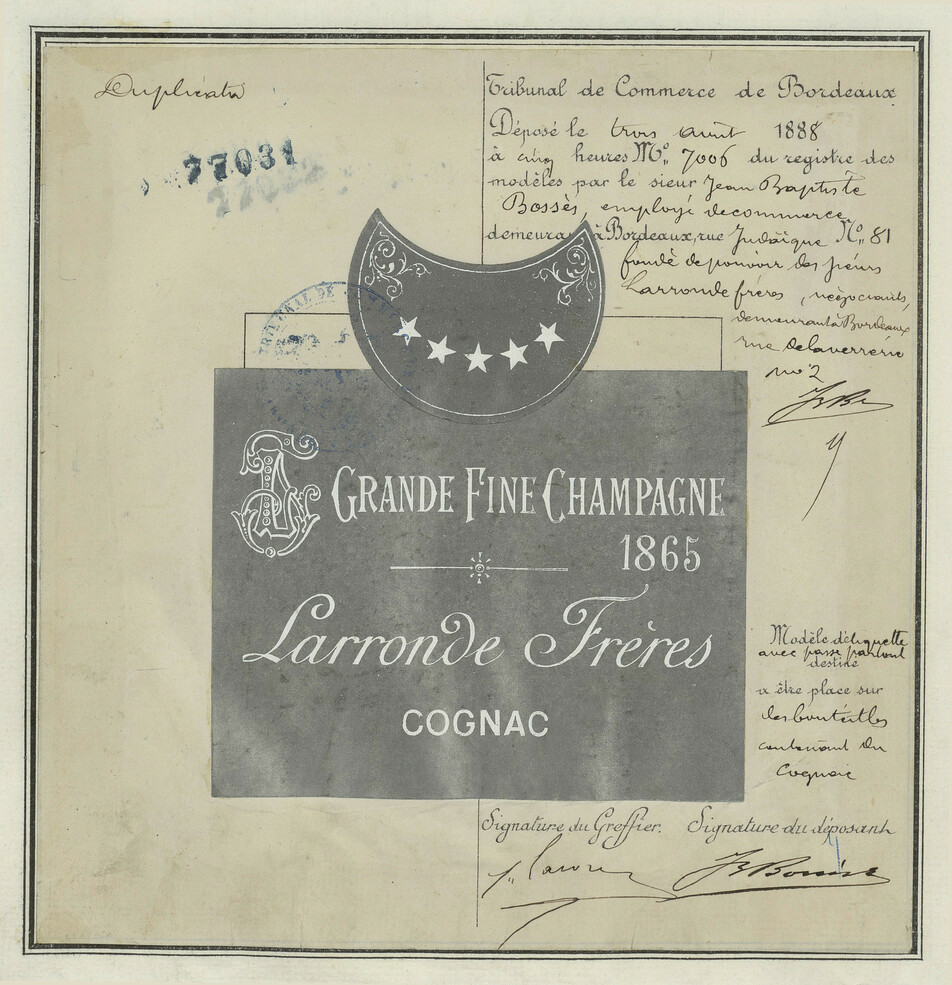 Duplicata
77031
Tribunal de Commerce de Bordeaux
Déposé le trois août 1888
à cinq heures No 7006 du registre des
modèles par le sieur Jean Baptiste
Bossès, employé de commerce
demeurant à Bordeaux, rue Judaïque No 81
fondé de pouvoir des sieurs
Larronde frères, négociants,
demeurant à Bordeaux
rue de la verrerie
no 2
TRIBUNAL DE
GRANDE FINE CHAMPAGNE
1865
Larronde Frères
COGNAC
Modèle d'étiquette
avec passe partout
destiné
a être place sur
des bouteilles
contenant du
Cognac
Signature du Greffier. Signature du déposant